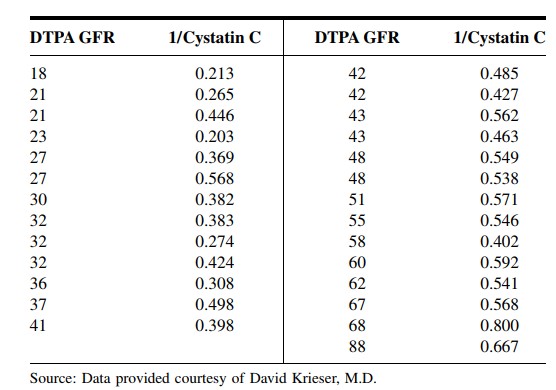 DTPA GFR 1/Cystatin C DTPA GFR 1/Cystatin C
18 0.213 42 0.485
21 0.265 42 0.427
21 0.446 43 0.562
23 0.203 43 0.463
27 0.369 48 0.549
27 0.568 48 0.538
30 0.382 51 0.571
32 0.383 55 0.546
32 0.274 58 0.402
32 0.424 60 0.592
36 0.308 62 0.541
37 0.498 67 0.568
41 0.398 68 0.800
88 0.667
Source: Data provided courtesy of David Krieser, M.D.